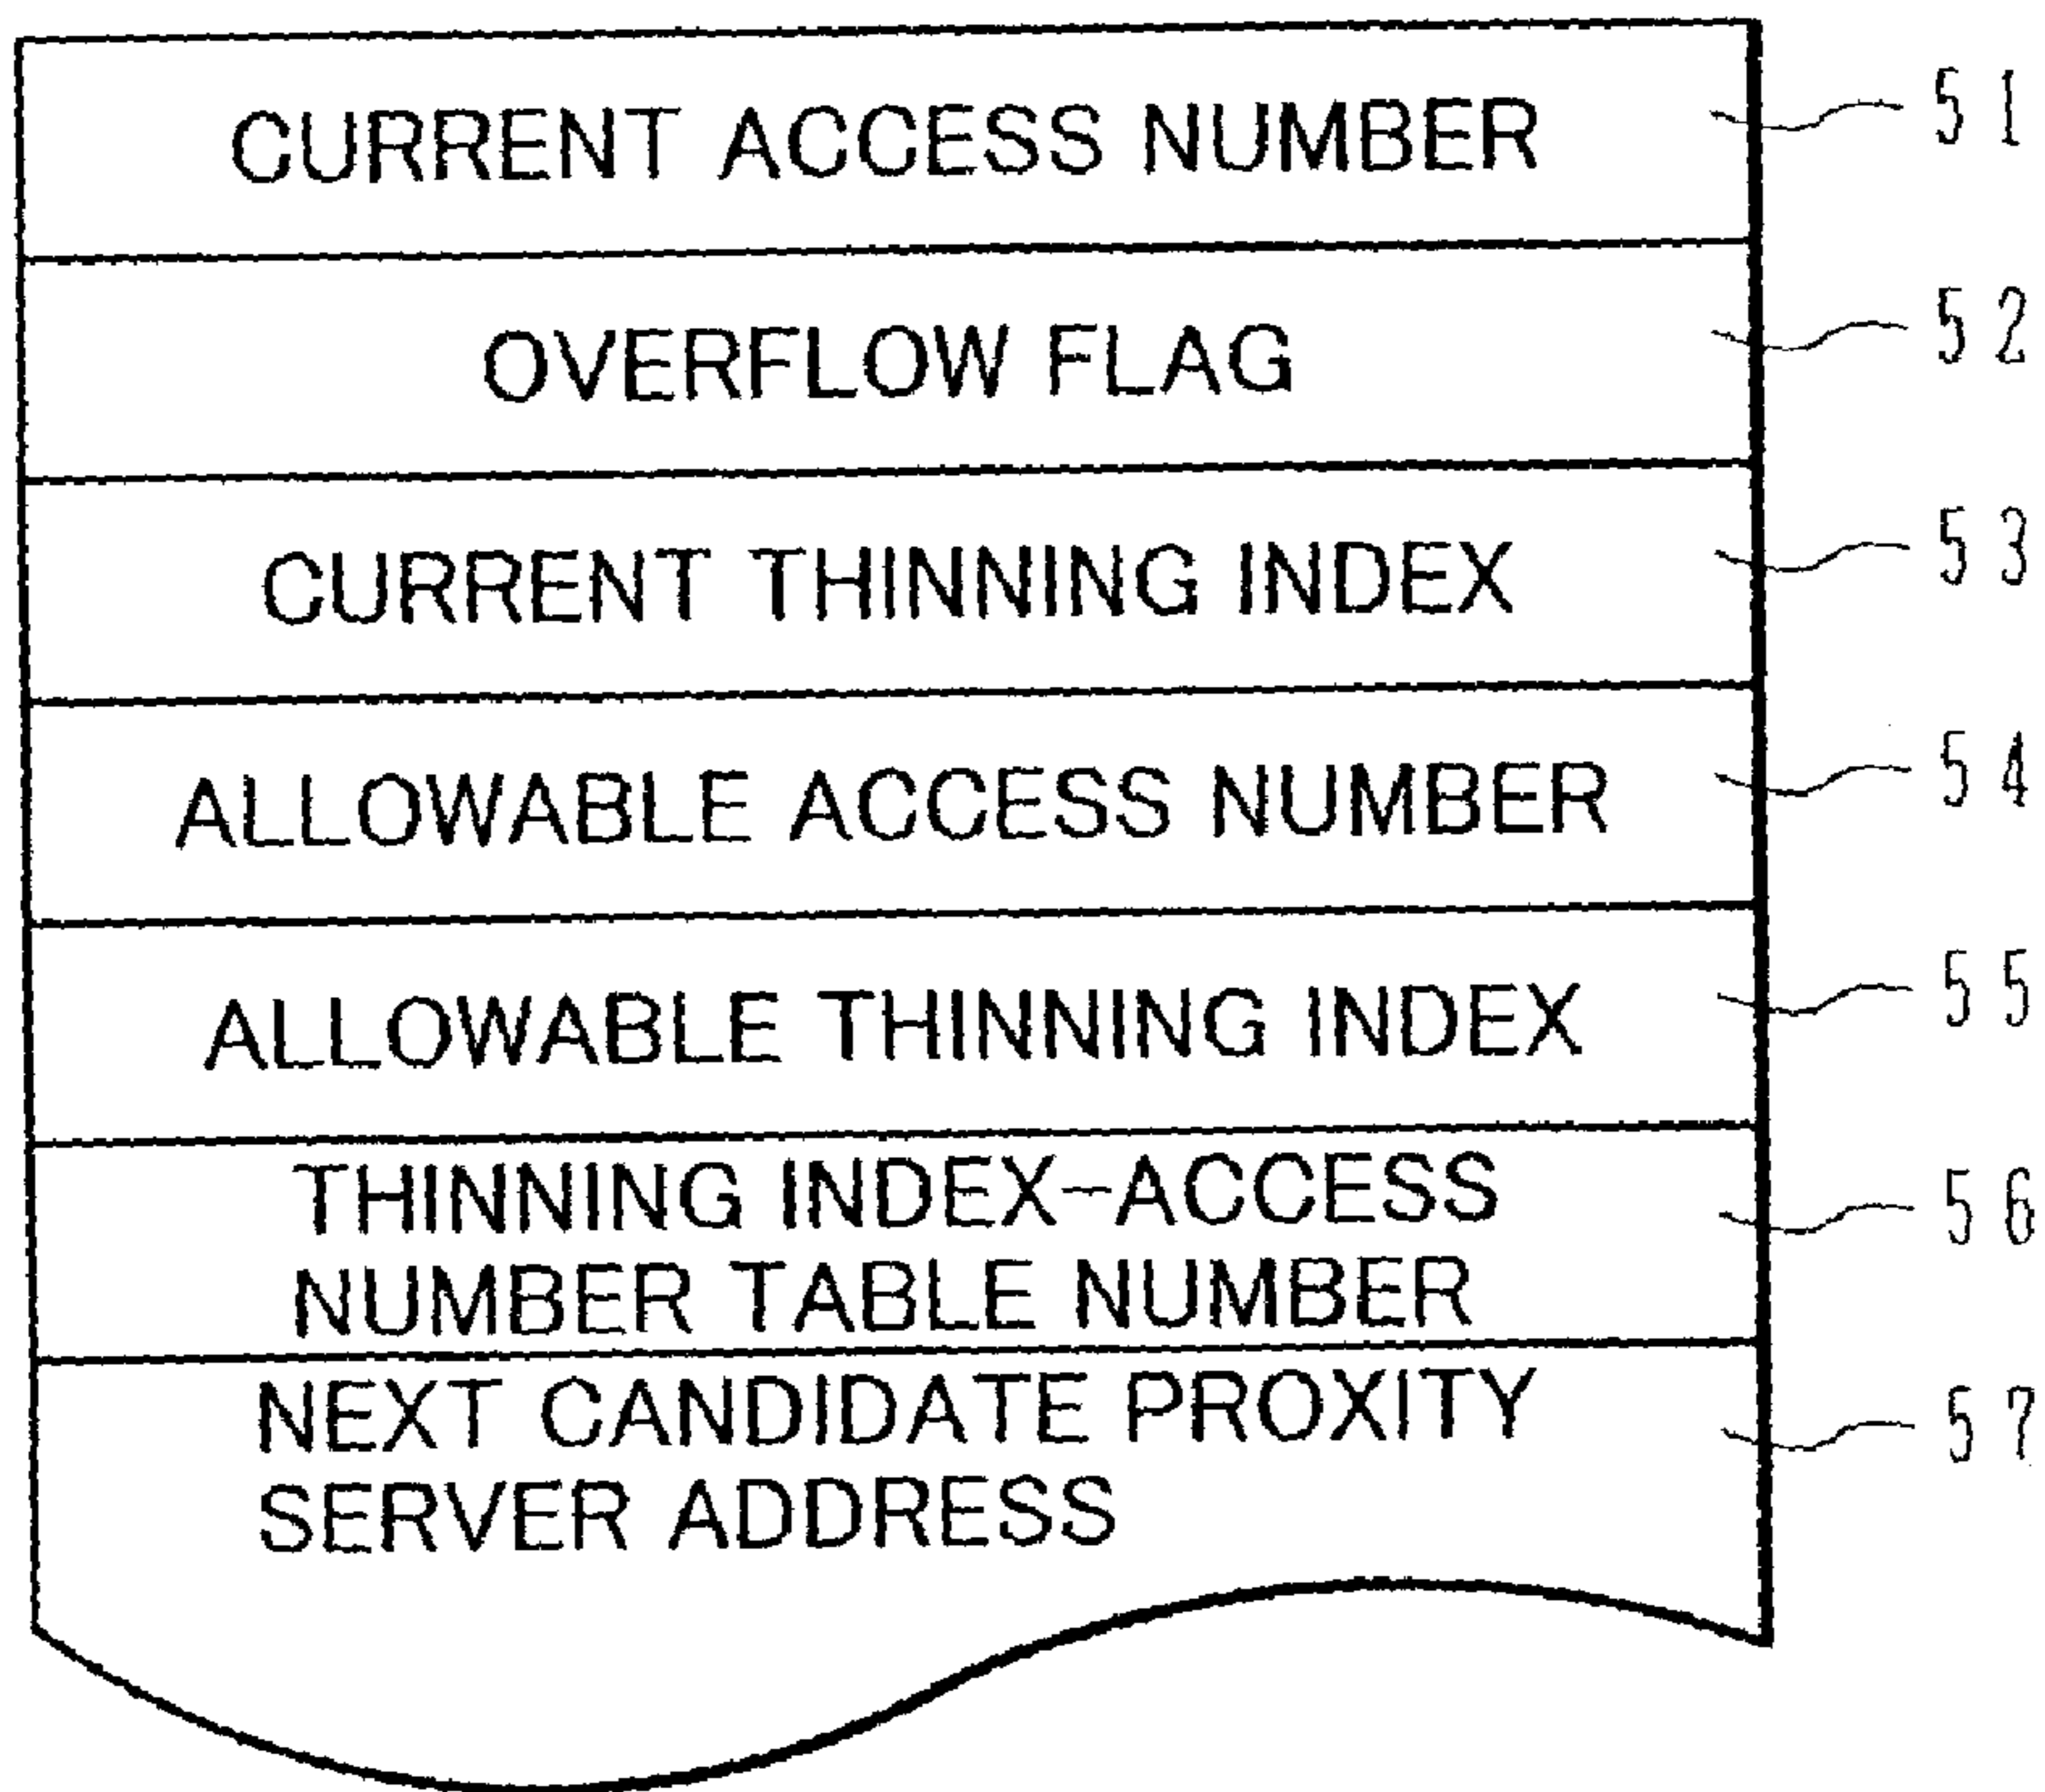 CURRENT ACCESS NUMBER 51
OVERFLOW FLAG 52
CURRENT THINNING INDEX 53
ALLOWABLE ACCESS NUMBER 54
ALLOWABLE THINNING INDEX 55
THINNING INDEX-ACCESS 56
NUMBER TABLE NUMBER
NEXT CANDIDATE PROXITY 57
SERVER ADDRESS